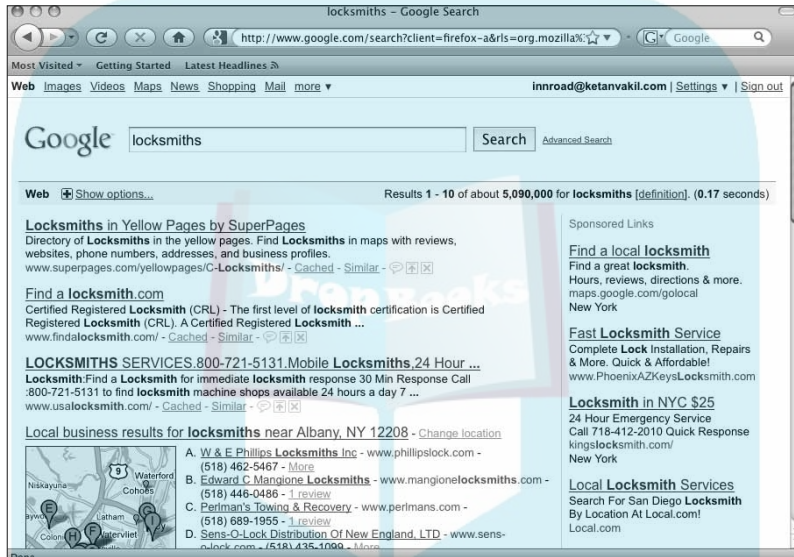 locksmiths – Google Search
http://www.google.com/search?client=firefox-a&rls=org.mozilla%
Google
Most Visited Getting Started Latest Headlines
Web Images Videos Maps News Shopping Mail more ▼
innroad@ketanvakil.com | Settings ▼ | Sign out
Google
locksmiths
Search
Advanced Search
Web Show options...
Results 1 - 10 of about 5,090,000 for locksmiths [definition]. (0.17 seconds)
Locksmiths in Yellow Pages by SuperPages
Directory of Locksmiths in the yellow pages. Find Locksmiths in maps with reviews,
websites, phone numbers, addresses, and business profiles.
www.superpages.com/yellowpages/C-Locksmiths/ - Cached - Similar -
Find a locksmith.com
Certified Registered Locksmith (CRL) - The first level of locksmith certification is Certified
Registered Locksmith (CRL). A Certified Registered Locksmith ...
www.findalocksmith.com/ - Cached - Similar -
LOCKSMITHS SERVICES.800-721-5131.Mobile Locksmiths,24 Hour ...
Locksmith:Find a Locksmith for immediate locksmith response 30 Min Response Call
:800-721-5131 to find locksmith machine shops available 24 hours a day 7 ...
www.usalocksmith.com/ - Cached - Similar -
Local business results for locksmiths near Albany, NY 12208 - Change location
A. W & E Phillips Locksmiths Inc - www.phillipslock.com -
(518) 462-5467 - More
B. Edward C Mangione Locksmiths - www.mangionelocksmiths.com -
(518) 446-0486 - 1 review
C. Perlman's Towing & Recovery - www.perlmans.com -
(518) 689-1955 - 1 review
D. Sens-O-Lock Distribution Of New England, LTD - www.sens-
o-lock.com - (518) 435-1099 - More
9
Waterford
Niskayuna
Cohoes
E
Latham
G
I
H
F
Watervliet
Sponsored Links
Find a local locksmith
Find a great locksmith.
Hours, reviews, directions & more.
maps.google.com/golocal
New York
Fast Locksmith Service
Complete Lock Installation, Repairs
& More. Quick & Affordable!
www.PhoenixAZKeysLocksmith.com
Locksmith in NYC $25
24 Hour Emergency Service
Call 718-412-2010 Quick Response
kingslocksmith.com/
New York
Local Locksmith Services
Search For San Diego Locksmith
By Location At Local.com!
Local.com
DropBooks